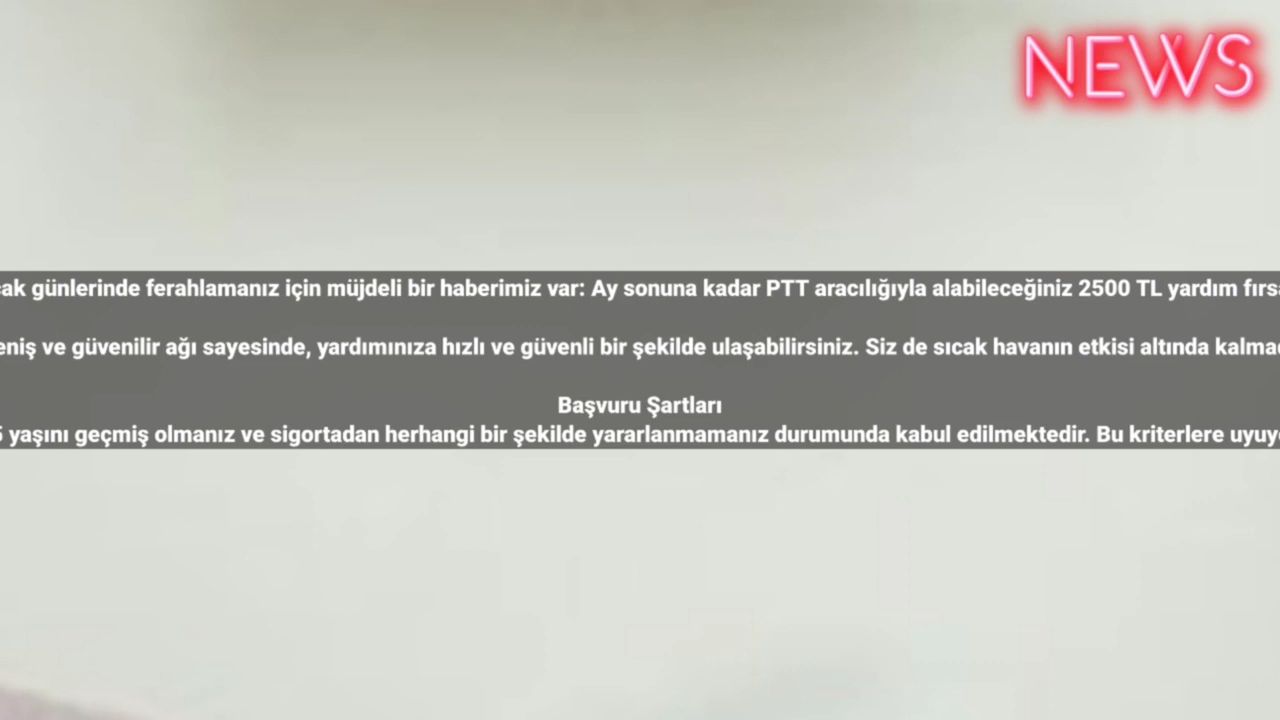 NEWS
günlerinde ferahlamanız için müjdeli bir haberimiz var: Ay sonuna kadar PTT aracılığıyla alabileceğiniz 2500 TL yardım
ve güvenilir ağı sayesinde, yardımınıza hızlı ve güvenli bir şekilde ulaşabilirsiniz. Siz de sıcak havanın etkisi altında
Başvuru Şartları
yaşını geçmiş olmanız ve sigortadan herhangi bir şekilde yararlanmamanız durumunda kabul edilmektedir. Bu kriterlere